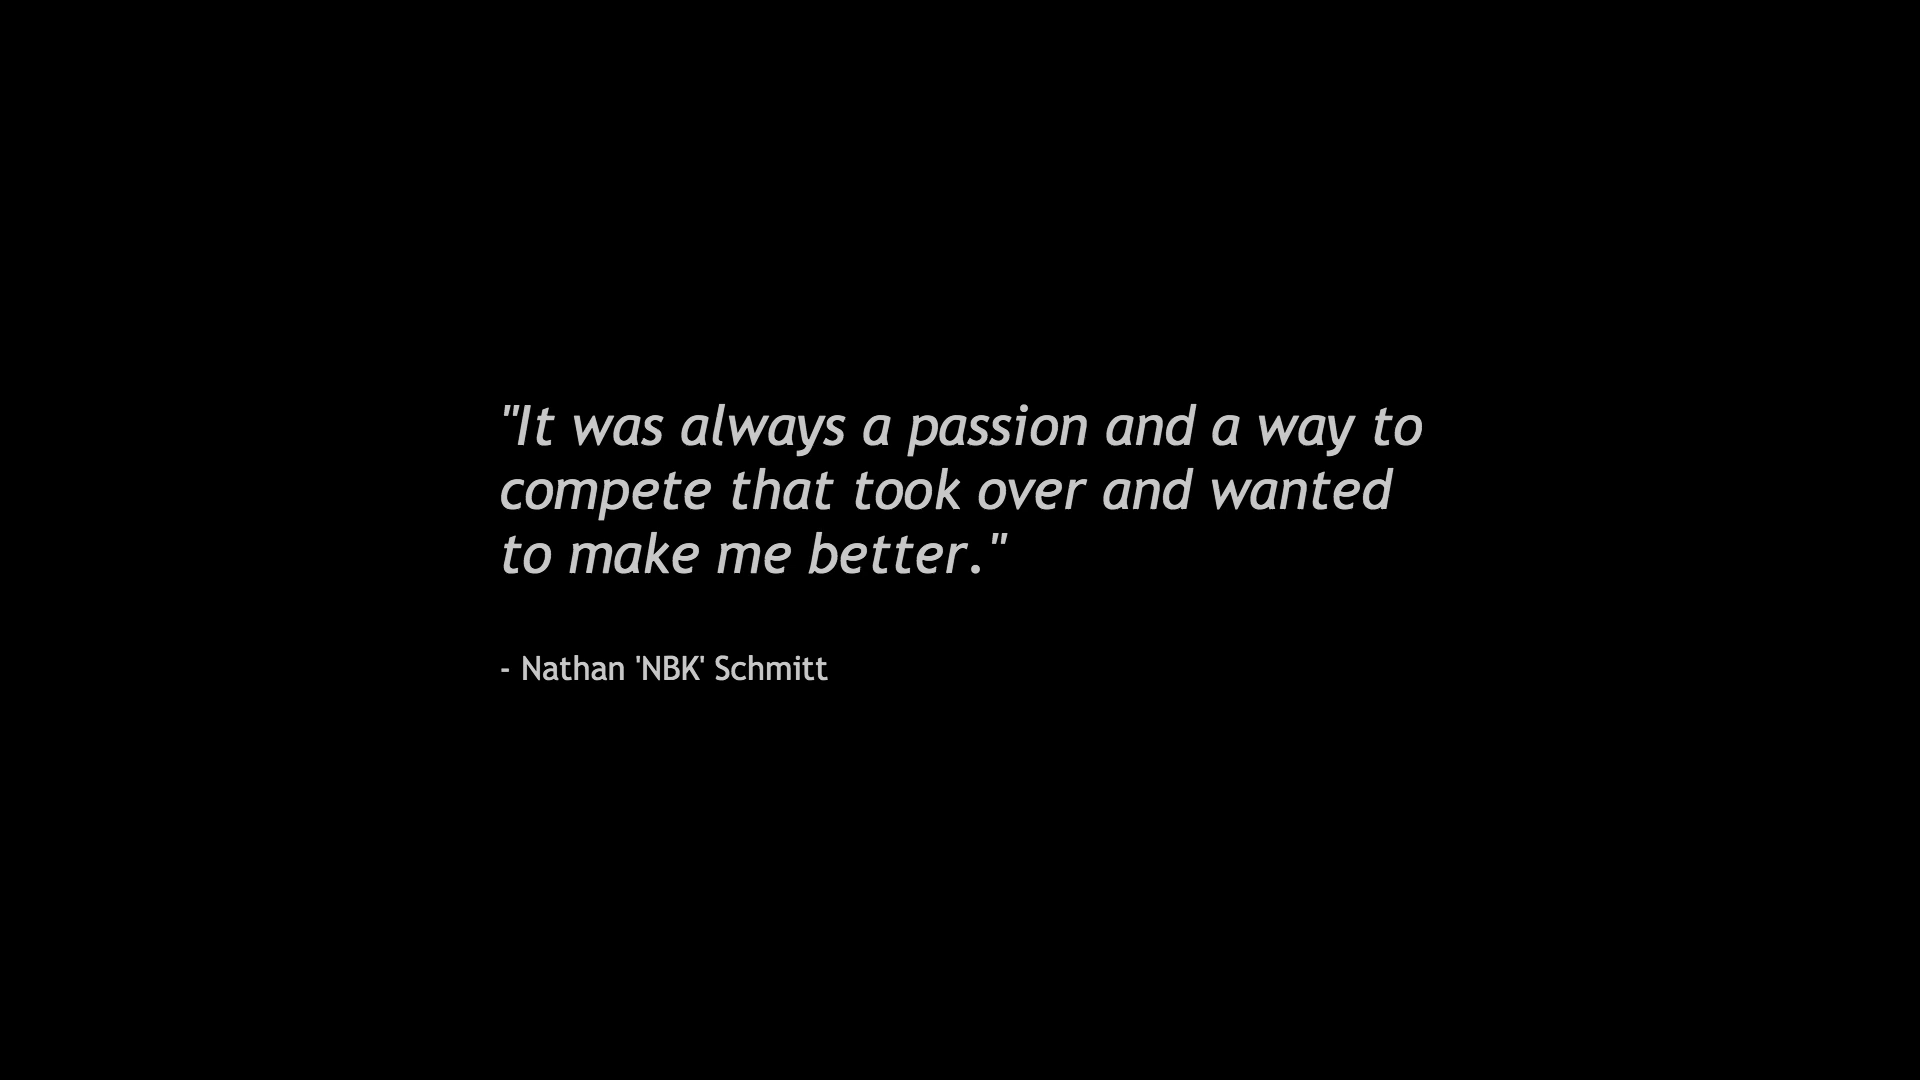 "It was always a passion and a way to
compete that took over and wanted
to make me better."
- Nathan 'NBK' Schmitt